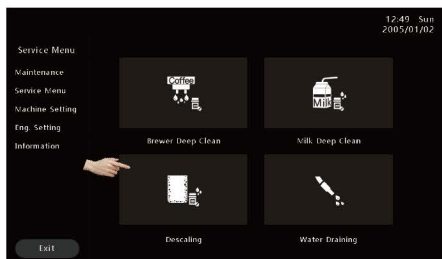 12:49 Sun
2005/01/02
Service Menu
Maintenance
Service Menu
Machine Setting
Eng. Setting
Information
Exit
Coffee
Brewer Deep Clean
Milk
Milk Deep Clean
Descaling
Water Draining